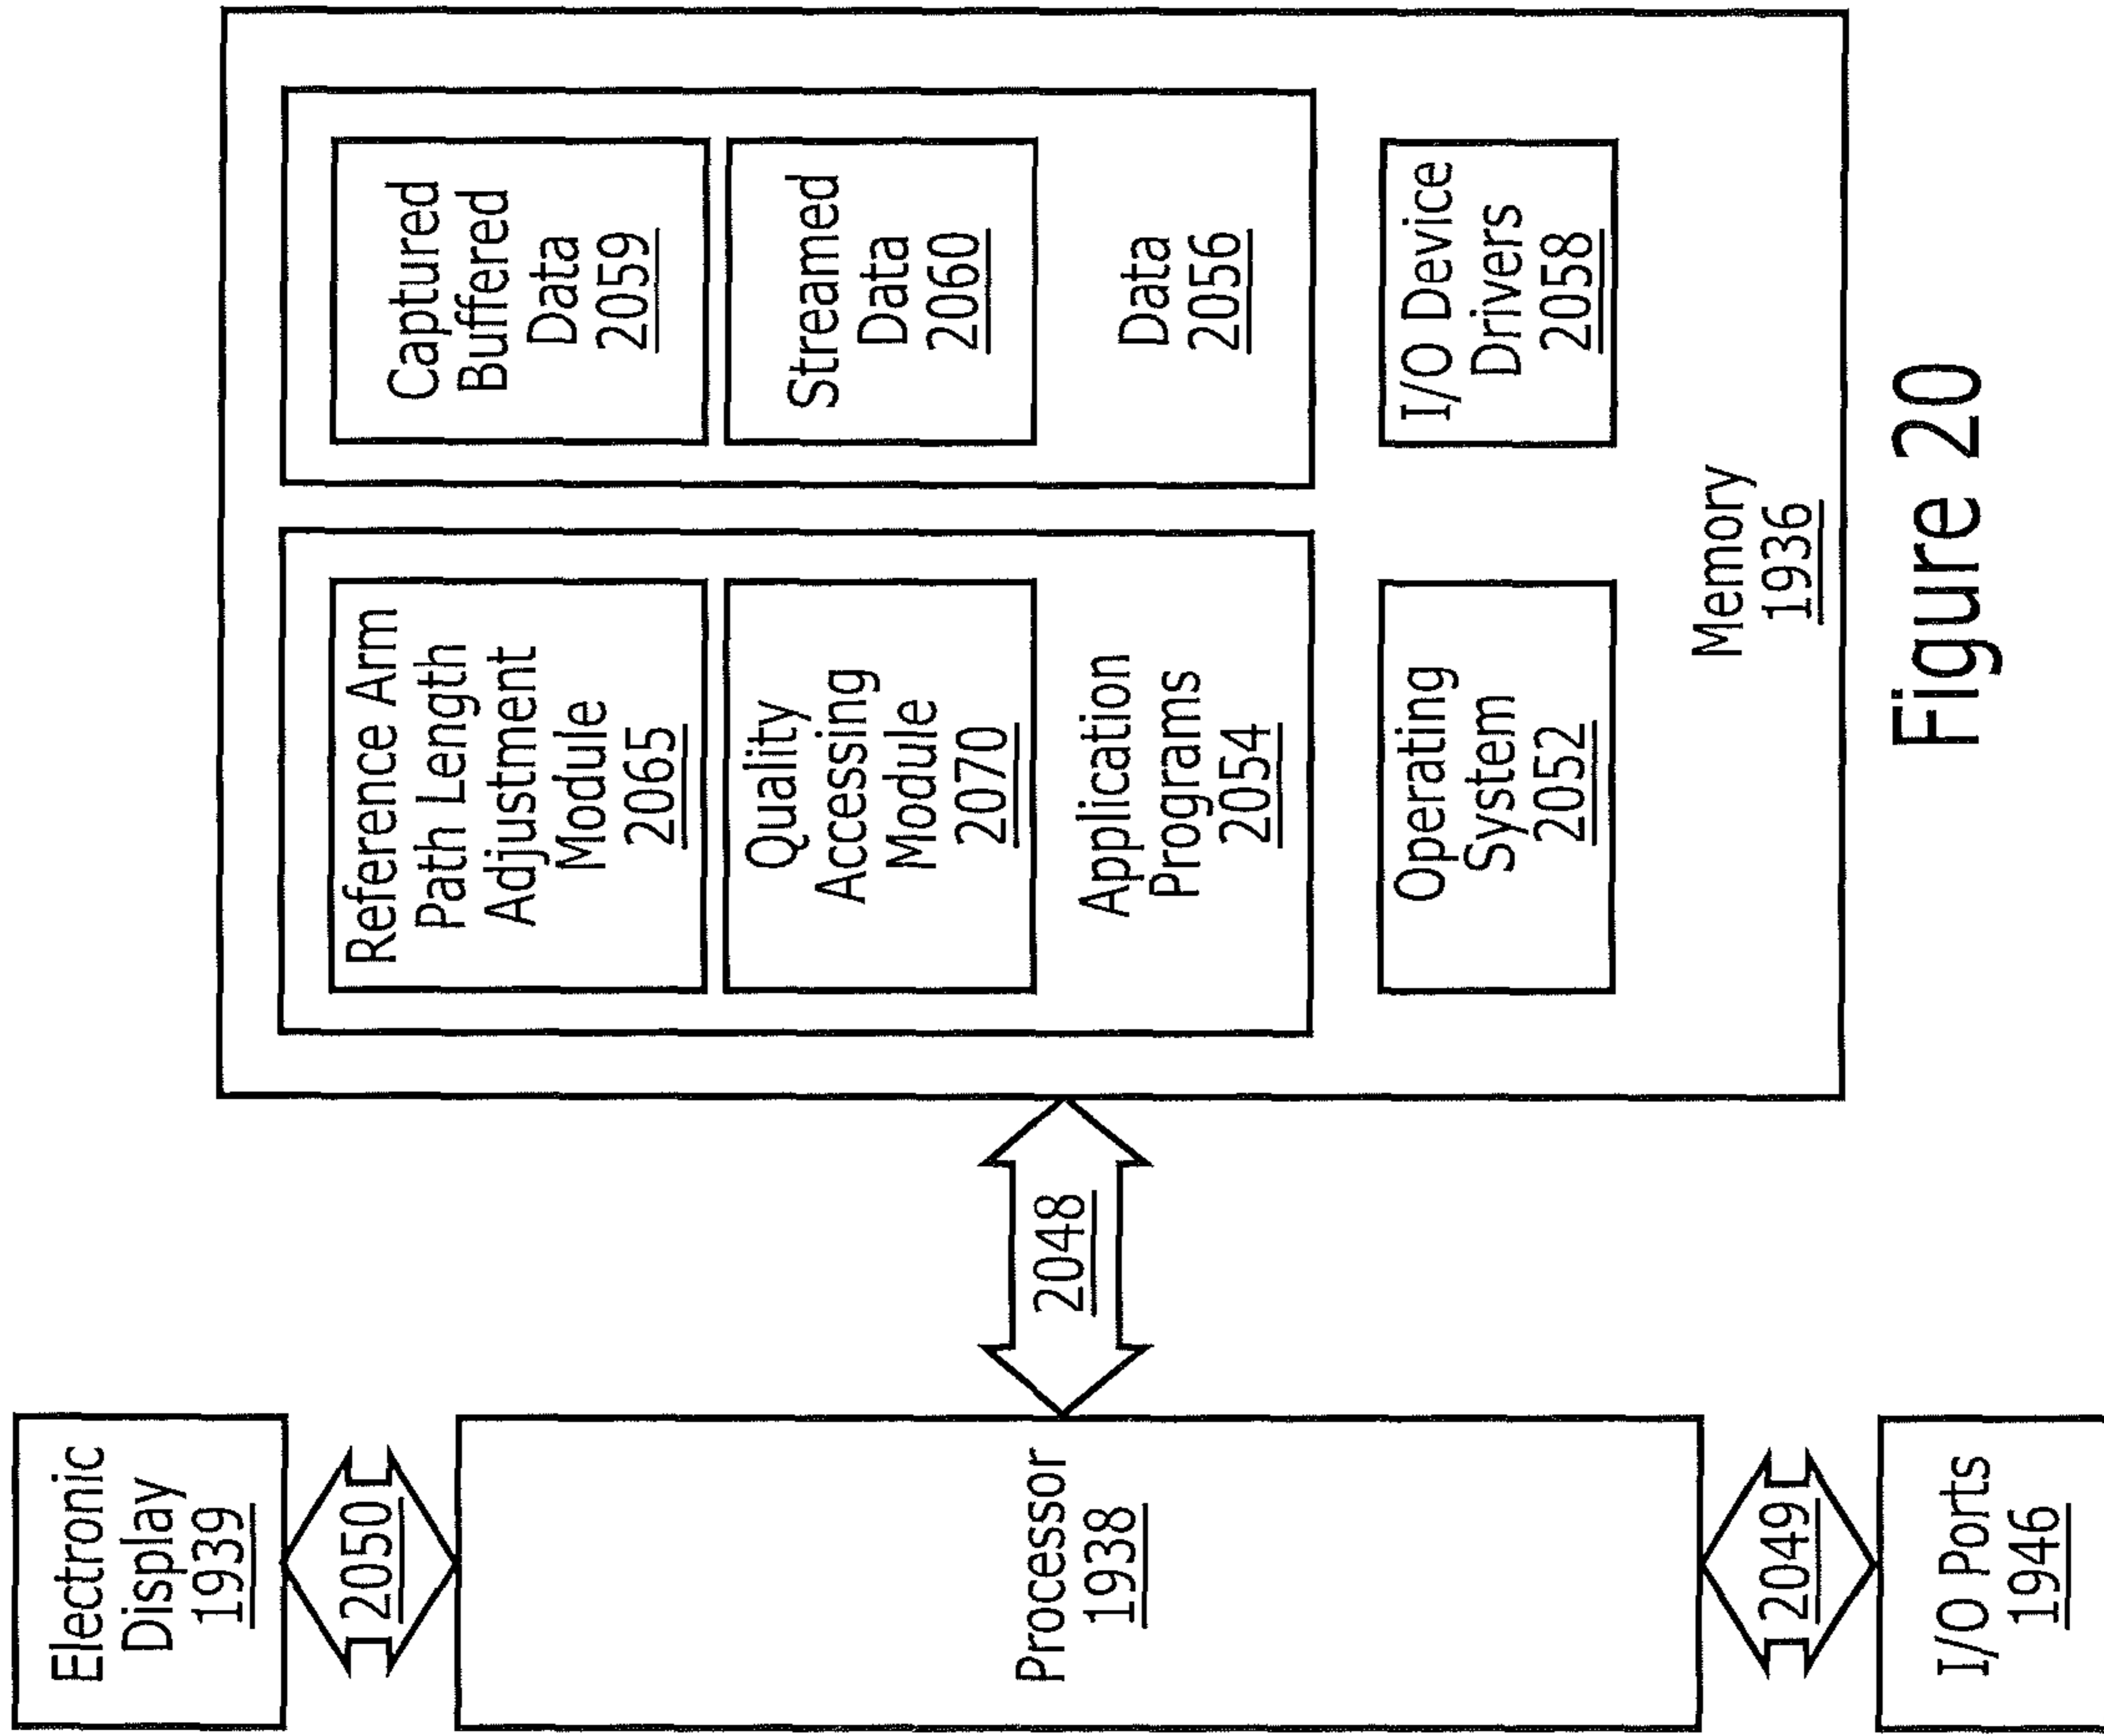 Electronic
Display
1939
2050
Processor
1938
2049
I/O Ports
1946
2048
Reference Arm
Path Length
Adjustment
Module
2065
Quality
Accessing
Module
2070
Application
Programs
2054
Captured
Buffered
Data
2059
Streamed
Data
2060
Data
2056
Operating
System
2052
I/O Device
Drivers
2058
Memory
1936
Figure 20